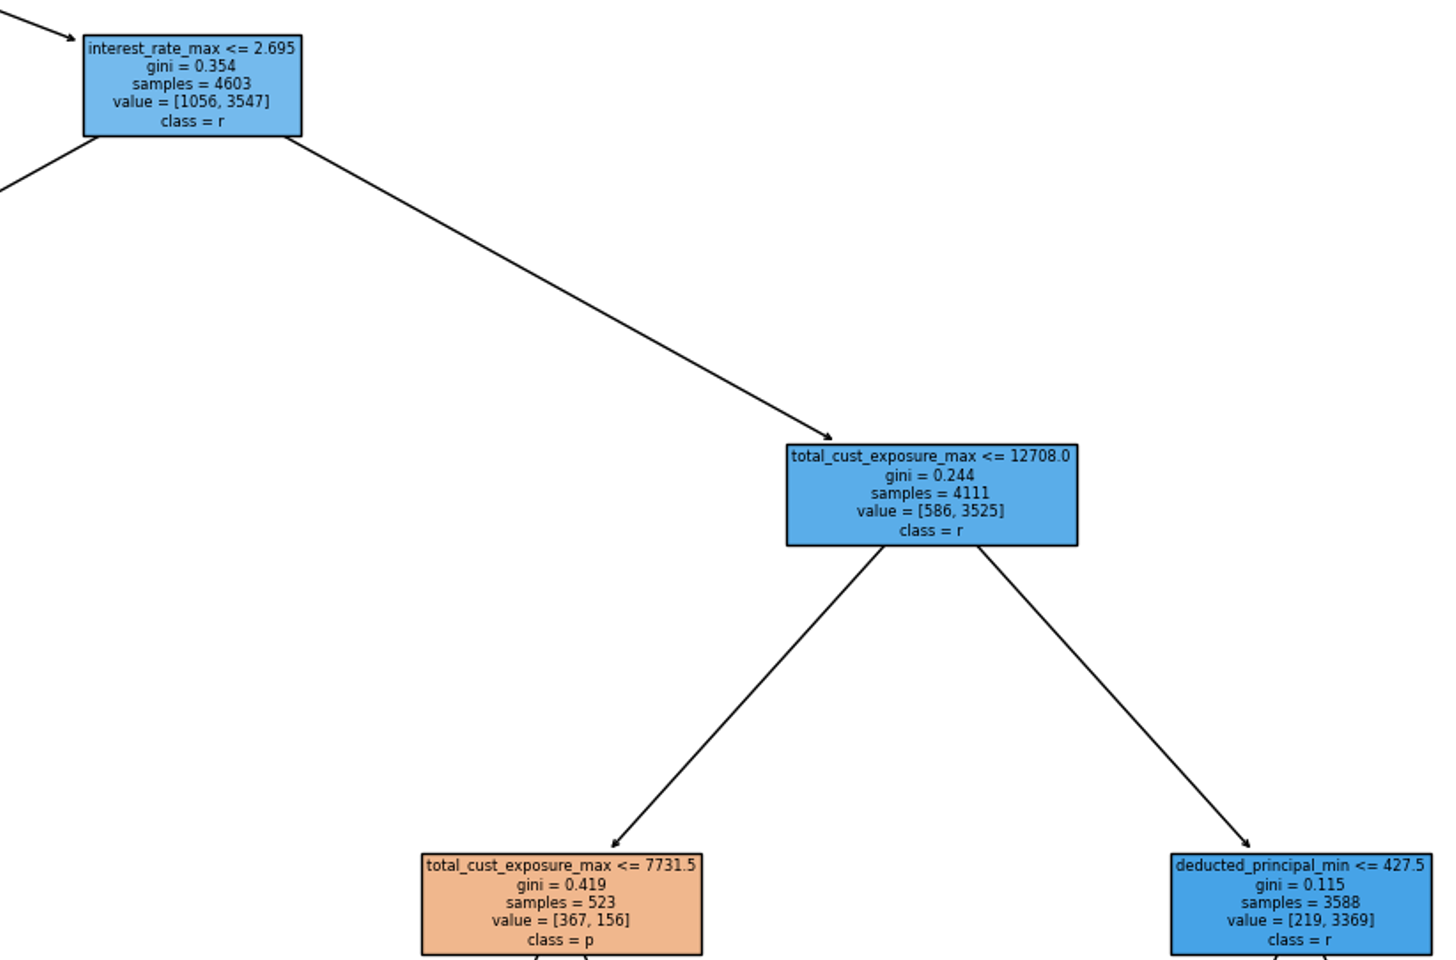 interest_rate_max <= 2.695
gini = 0.354
samples = 4603
value = [1056, 3547]
class = r
total_cust_exposure_max <= 12708.0
gini = 0.244
samples = 4111
value = [586, 3525]
class = r
total_cust_exposure_max <= 7731.5
gini = 0.419
samples = 523
value = [367, 156]
class = p
deducted_principal_min <= 427.5
gini = 0.115
samples = 3588
value = [219, 3369]
class = r